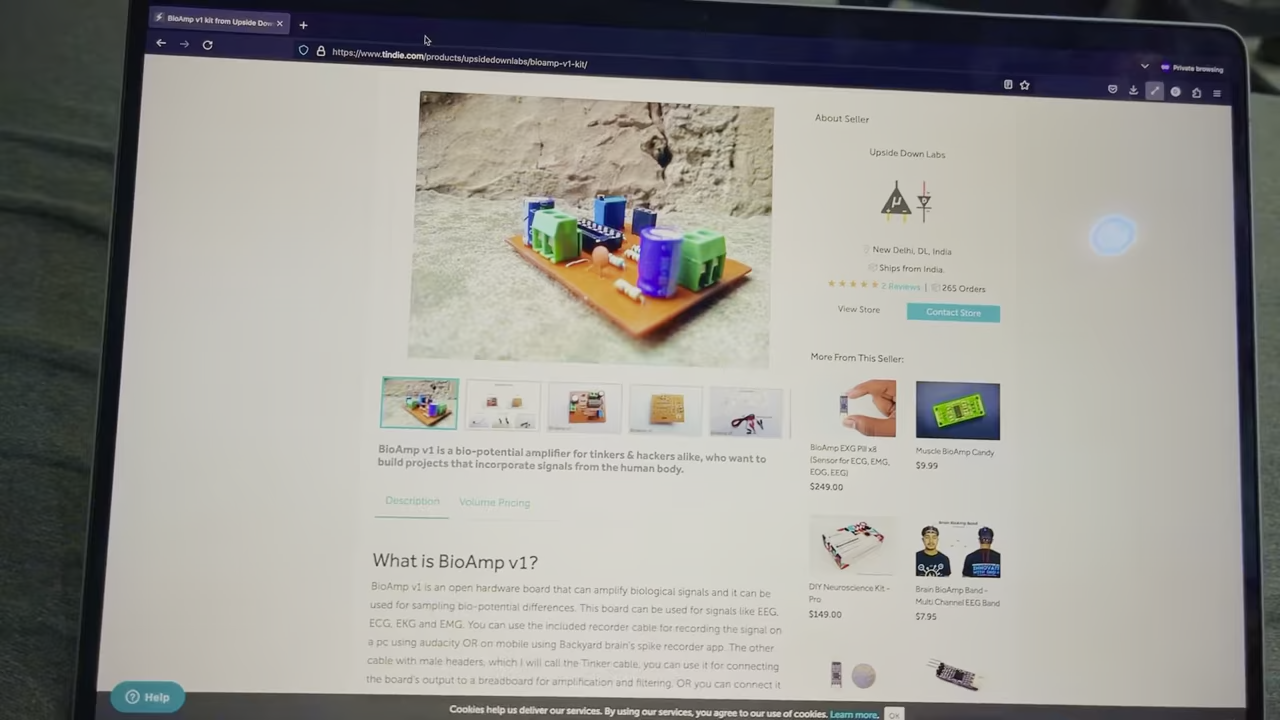 BioAmp v1 kit from Upside Dow
https://www.tindie.com/products/upsidedownlabs/bioamp-v1-kit/
Private browsing
About Seller
Upside Down Labs
μ
New Delhi, DL, India
Ships from India.
2 Reviews | 265 Orders
View Store
Contact Store
More From This Seller:
BioAmp EXG Pill x8
(Sensor for ECG, EMG,
EOG, EEG)
$249.00
Muscle BioAmp Candy
$9.99
DIY Neuroscience Kit -
Pro
$149.00
Brain BioAmp Band -
Multi Channel EEG Band
$7.95
BioAmp v1 is a bio-potential amplifier for tinkers & hackers alike, who want to
build projects that incorporate signals from the human body.
Description
Volume Pricing
What is BioAmp v1?
BioAmp v1 is an open hardware board that can amplify biological signals and it can be
used for sampling bio-potential differences. This board can be used for signals like EEG,
ECG, EKG and EMG. You can use the included recorder cable for recording the signal on
a pc using audacity OR on mobile using Backyard brain's spike recorder app. The other
cable with male headers, which I will call the Tinker cable, you can use it for connecting
the board's output to a breadboard for amplification and filtering. OR you can connect it
Help
Cookies help us deliver our services. By using our services, you agree to our use of cookies. Learn more.
OK